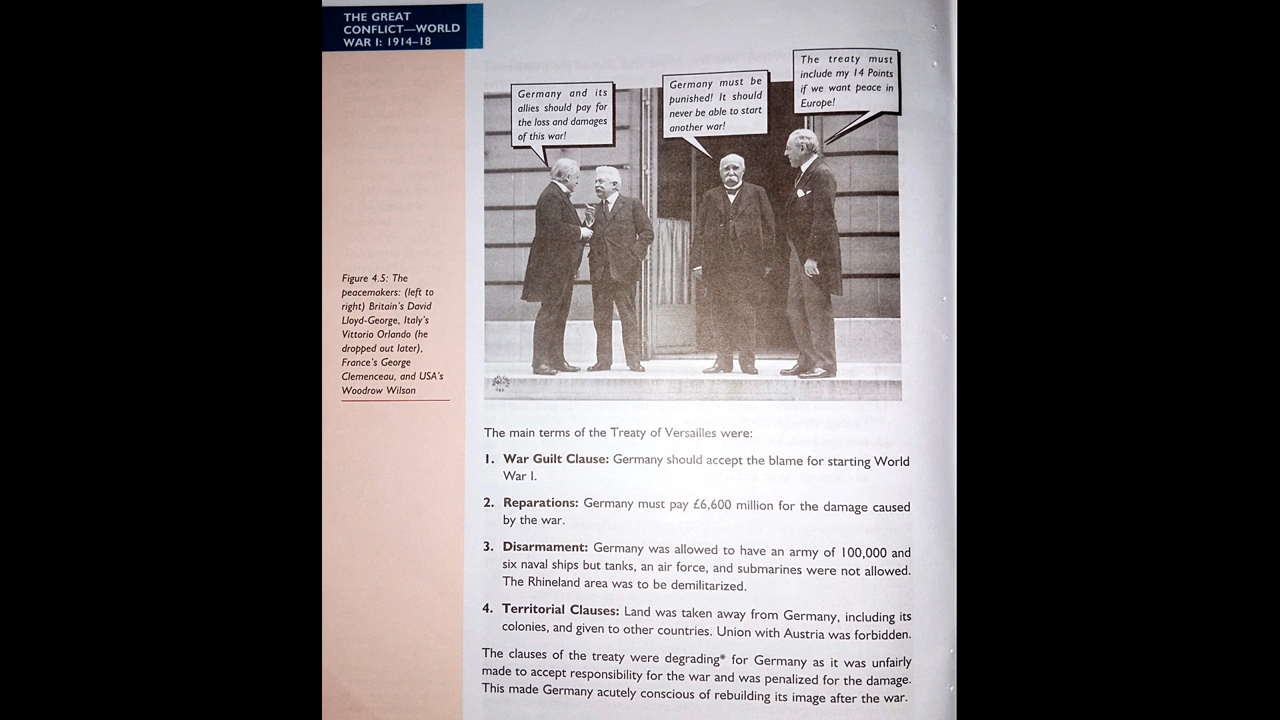 THE GREAT
CONFLICT—WORLD
WAR I: 1914–18
Germany and its
allies should pay for
the loss and damages
of this war!
Germany must be
punished! It should
never be able to start
another war!
The treaty must
include my 14 Points
if we want peace in
Europe!
Figure 4.5: The
peacemakers: (left to
right) Britain's David
Lloyd-George, Italy's
Vittorio Orlando (he
dropped out later),
France's George
Clemenceau, and USA's
Woodrow Wilson
The main terms of the Treaty of Versailles were:
1. War Guilt Clause: Germany should accept the blame for starting World
War I.
2. Reparations: Germany must pay £6,600 million for the damage caused
by the war.
3. Disarmament: Germany was allowed to have an army of 100,000 and
six naval ships but tanks, an air force, and submarines were not allowed.
The Rhineland area was to be demilitarized.
4. Territorial Clauses: Land was taken away from Germany, including its
colonies, and given to other countries. Union with Austria was forbidden.
The clauses of the treaty were degrading* for Germany as it was unfairly
made to accept responsibility for the war and was penalized for the damage.
This made Germany acutely conscious of rebuilding its image after the war.